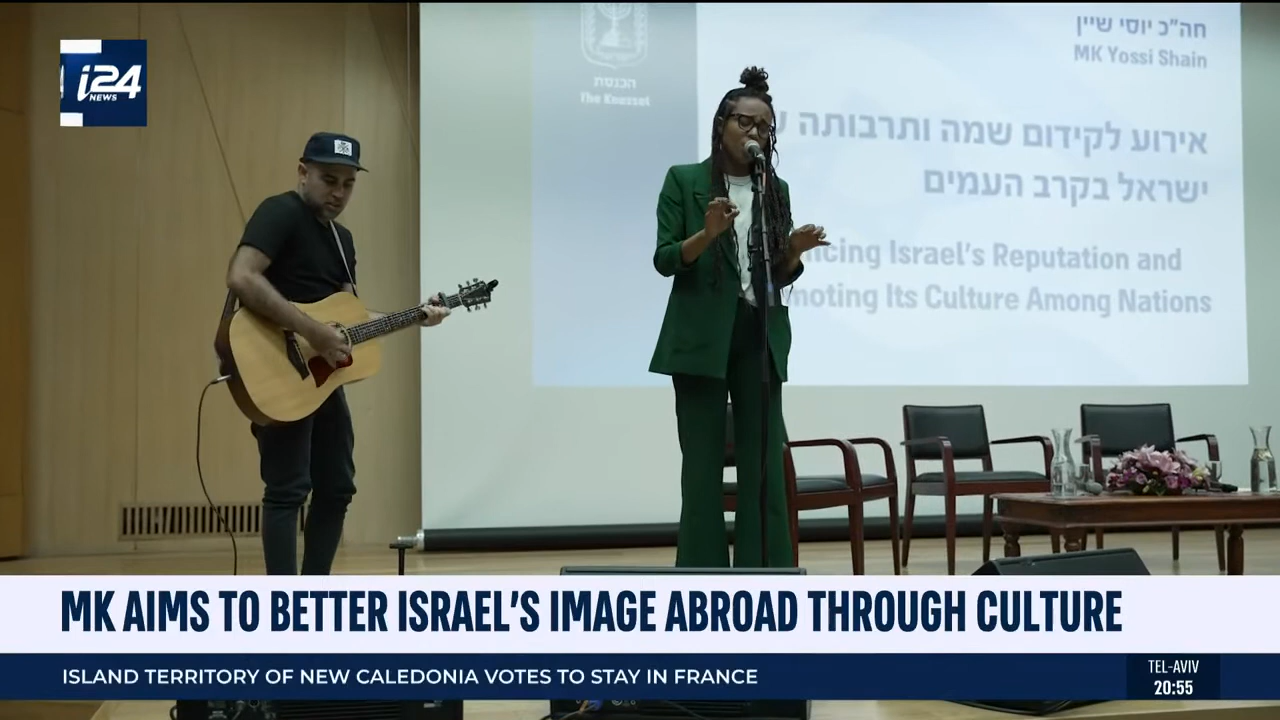 i24
NEWS
הכנסת
The Knesset
חה"כ יוסי שיין
MK Yossi Shain
אירוע לקידום שמה ותרבותה
ישראל בקרב העמים
Israel's Reputation and
Its Culture Among Nations
MK AIMS TO BETTER ISRAEL'S IMAGE ABROAD THROUGH CULTURE
ISLAND TERRITORY OF NEW CALEDONIA VOTES TO STAY IN FRANCE
TEL-AVIV
20:55